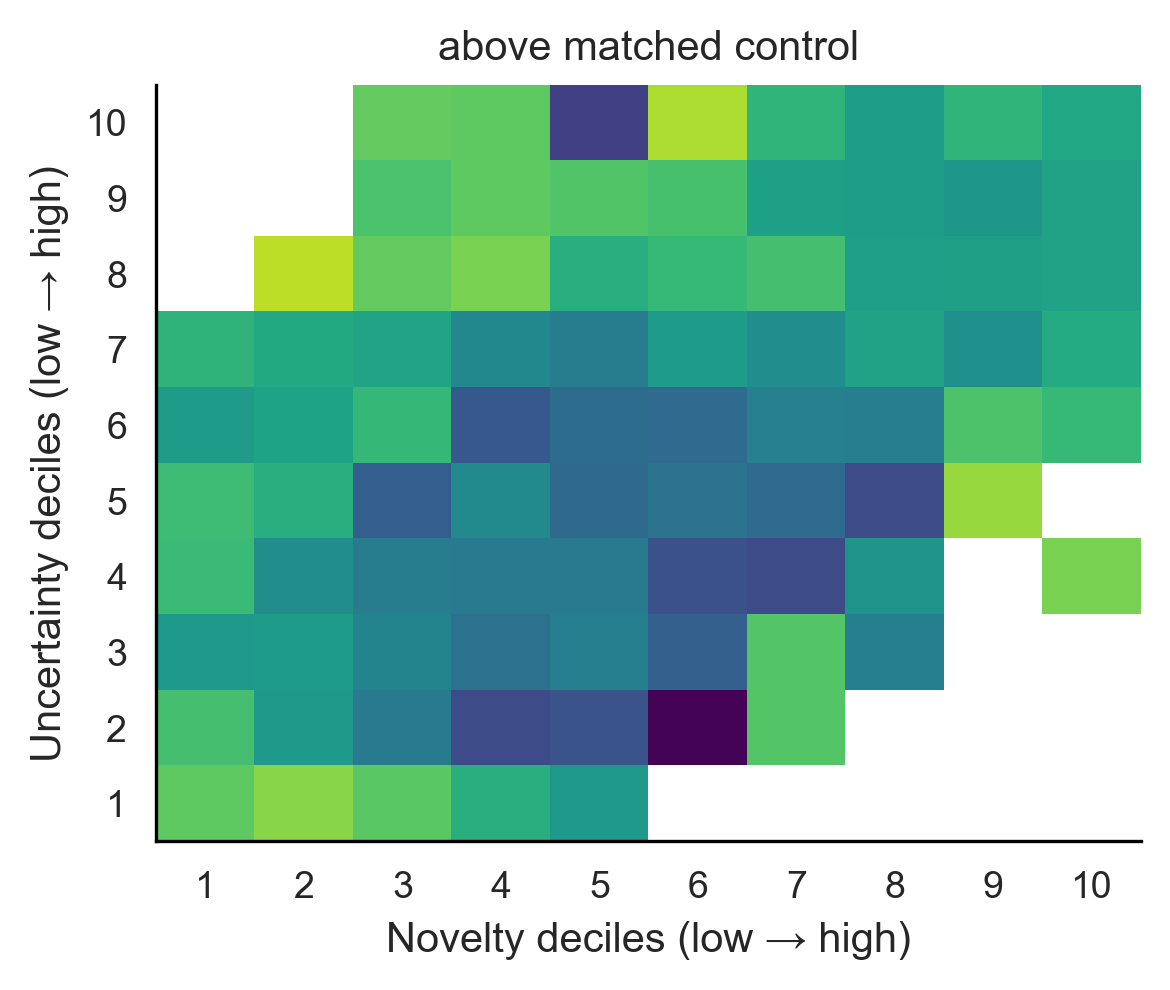 above matched control
10
9
8
7
6
5
4
3
2
1
Uncertainty deciles (low → high)
1 2 3 4 5 6 7 8 9 10
Novelty deciles (low → high)